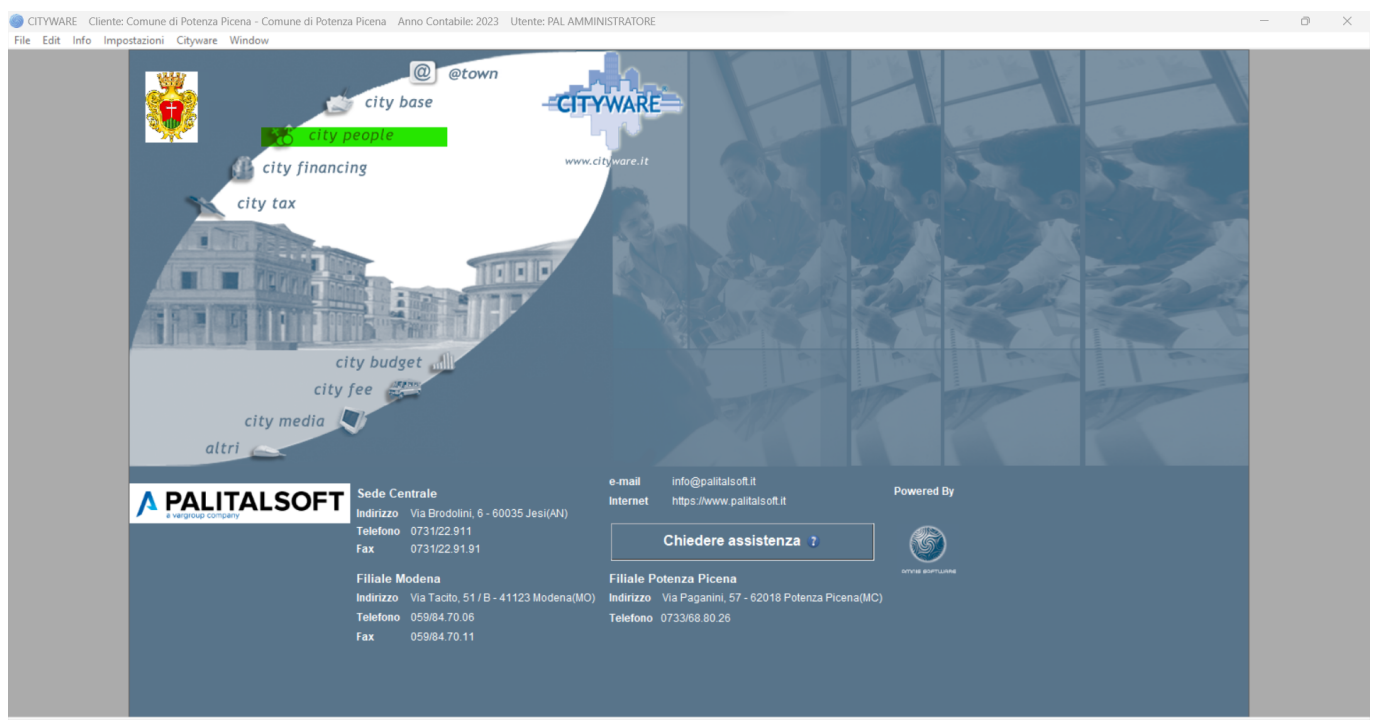 CITYWARE Cliente: Comune di Potenza Picena - Comune di Potenza Picena Anno Contabile: 2023 Utente: PAL AMMINISTRATORE
File Edit Info Impostazioni Cityware Window
@ @town
city base
CITYWARE
city people
www.cityware.it
city financing
city tax
city budget
city fee
city media
altri
PALITALSOFT
a vargroup company
Sede Centrale
Indirizzo Via Brodolini, 6 - 60035 Jesi(AN)
Telefono 0731/22.911
Fax 0731/22.91.91
e-mail info@palitalsoft.it
Internet https://www.palitalsoft.it
Chiedere assistenza ?
Powered By
OMNIS SOFTWARE
Filiale Modena
Indirizzo Via Tacito, 51 / B - 41123 Modena(MO)
Telefono 059/84.70.06
Fax 059/84.70.11
Filiale Potenza Picena
Indirizzo Via Paganini, 57 - 62018 Potenza Picena(MC)
Telefono 0733/68.80.26